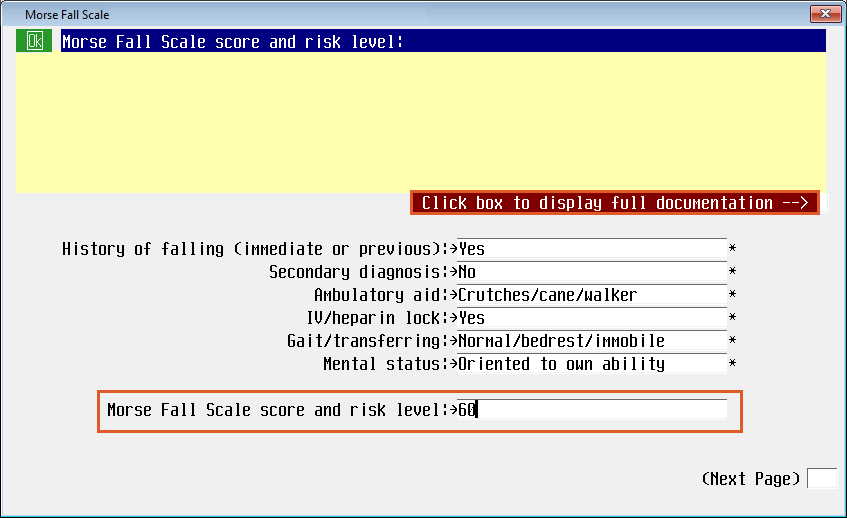 Morse Fall Scale
Ok Morse Fall Scale score and risk level:
Click box to display full documentation -->
History of falling (immediate or previous):→Yes *
Secondary diagnosis:→No *
Ambulatory aid:→Crutches/cane/walker *
IV/heparin lock:→Yes *
Gait/transferring:→Normal/bedrest/immobile *
Mental status:→Oriented to own ability *
Morse Fall Scale score and risk level:→60
(Next Page)